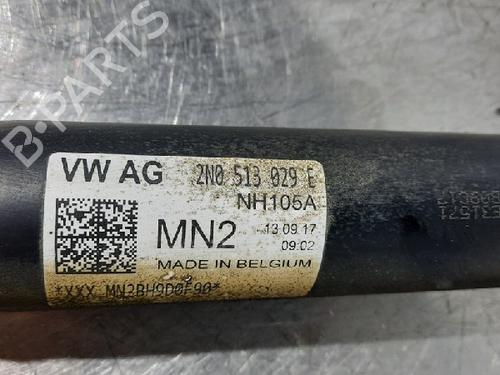 B-PARTS
VW AG 2N0 513 029 E
NH105A
MN2 13.09.17
09:02
MADE IN BELGIUM
*XXX MN2BH9D0F90*